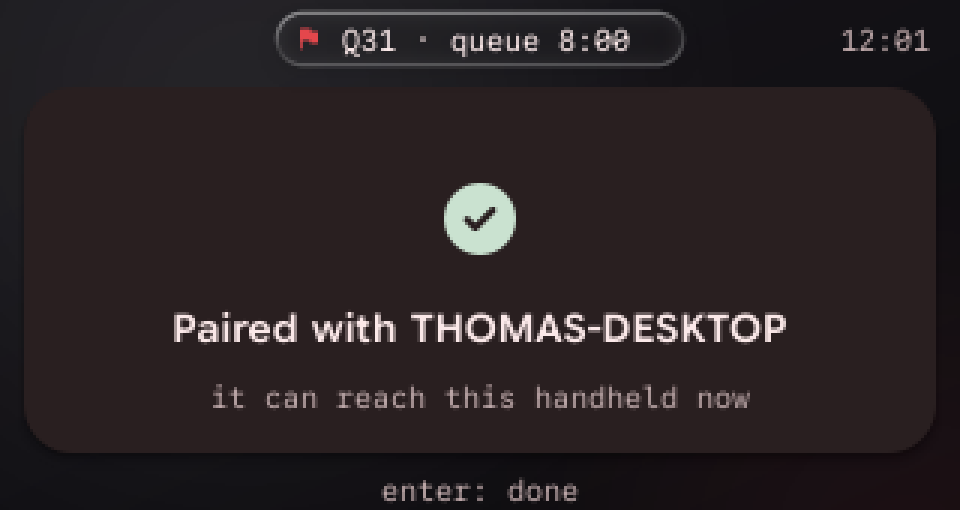 Q31 · queue 8:00
12:01
Paired with THOMAS-DESKTOP
it can reach this handheld now
enter: done